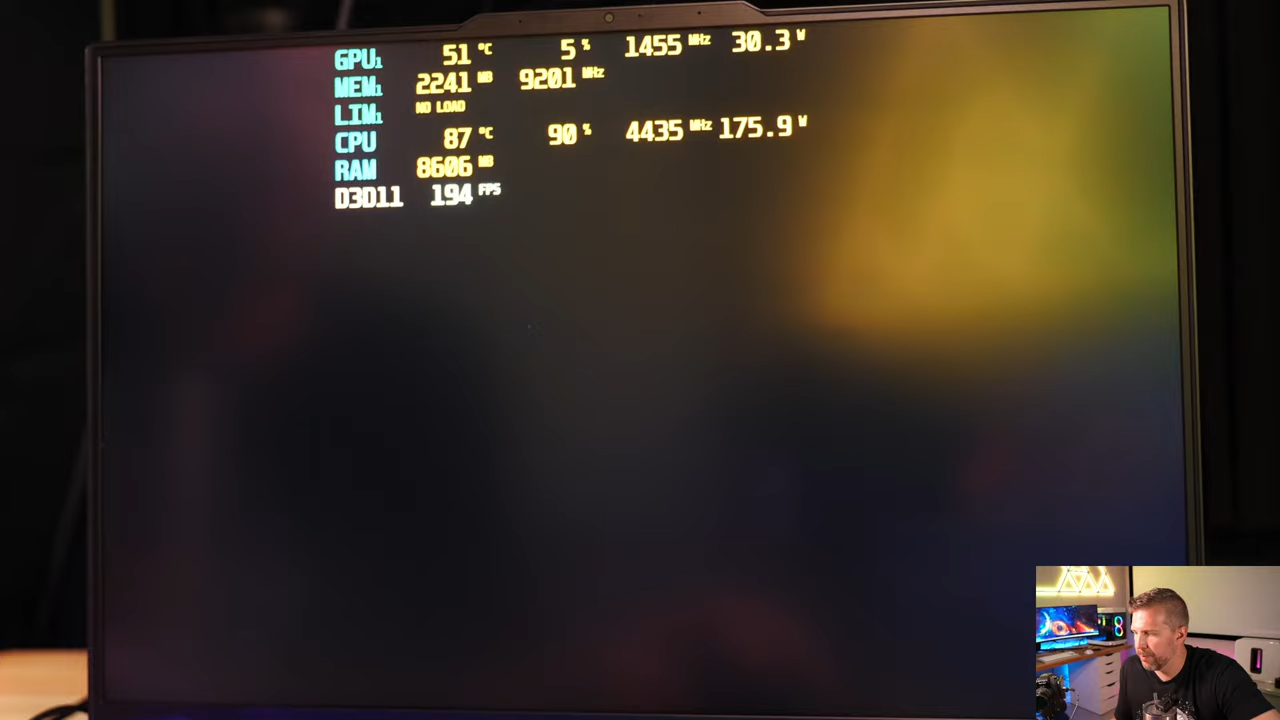 GPU1 51 °C 5 % 1455 MHz 30.3 W
MEM1 2241 MB 9201 MHz
LIM1 NO LOAD
CPU 87 °C 90 % 4435 MHz 175.9 W
RAM 8606 MB
D3D11 194 FPS